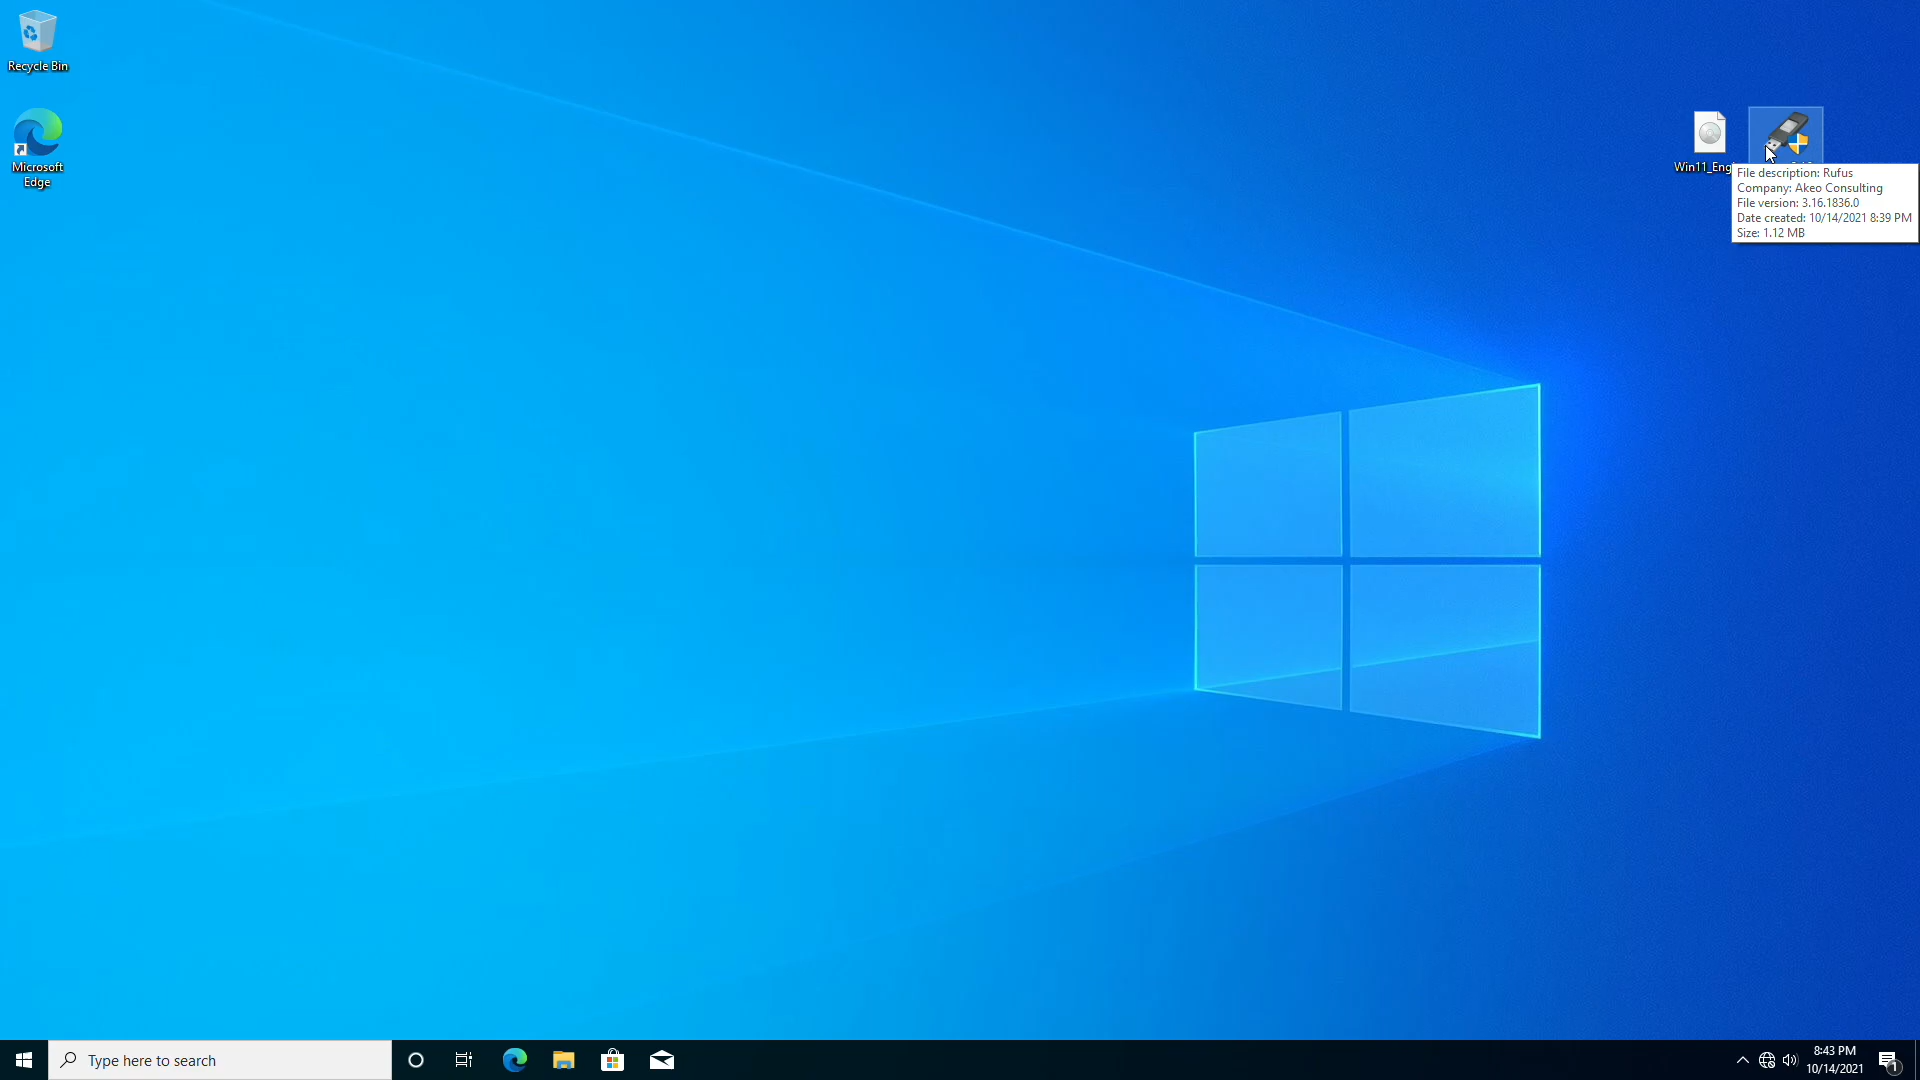 Recycle Bin
Microsoft
Edge
Win11_Eng
File description: Rufus
Company: Akeo Consulting
File version: 3.16.1836.0
Date created: 10/14/2021 8:39 PM
Size: 1.12 MB
Type here to search
8:43 PM
10/14/2021
1